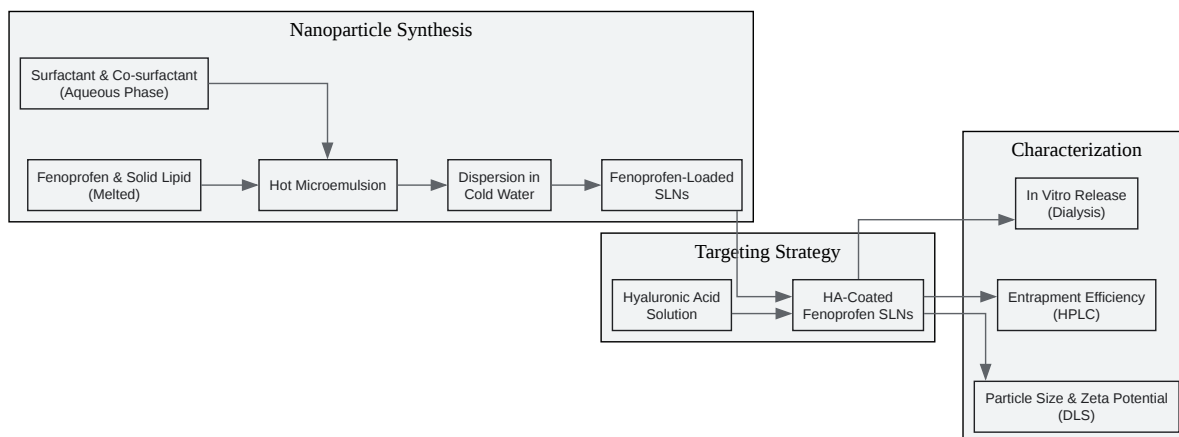 Nanoparticle Synthesis
Surfactant & Co-surfactant
(Aqueous Phase)
Fenoprofen & Solid Lipid
(Melted)
Hot Microemulsion
Dispersion in
Cold Water
Fenoprofen-Loaded
SLNs
Targeting Strategy
Hyaluronic Acid
Solution
HA-Coated
Fenoprofen SLNs
Characterization
In Vitro Release
(Dialysis)
Entrapment Efficiency
(HPLC)
Particle Size & Zeta Potential
(DLS)